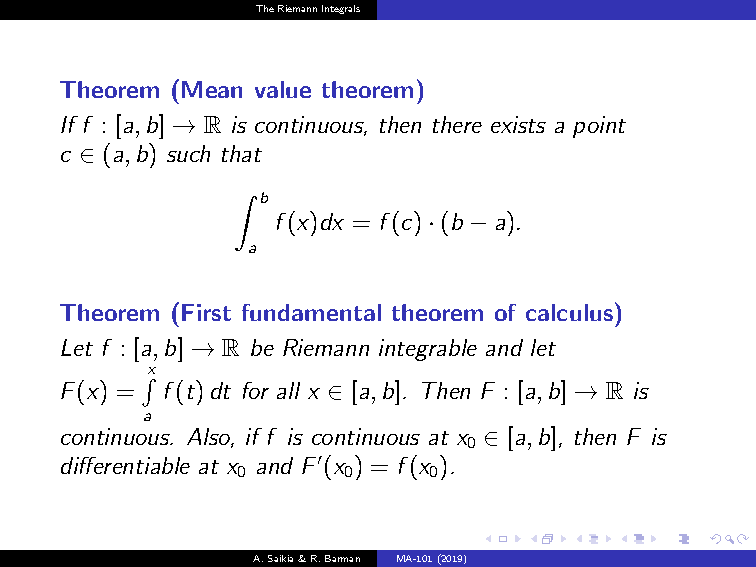 The Riemann Integrals
Theorem (Mean value theorem)
If f : [a, b] → ℝ is continuous, then there exists a point
c ∈ (a, b) such that
∫_a^b f(x)dx = f(c) · (b − a).
Theorem (First fundamental theorem of calculus)
Let f : [a, b] → ℝ be Riemann integrable and let
F(x) = ∫_a^x f(t) dt for all x ∈ [a, b]. Then F : [a, b] → ℝ is
continuous. Also, if f is continuous at x₀ ∈ [a, b], then F is
differentiable at x₀ and F′(x₀) = f(x₀).
A. Saikia & R. Barman MA-101 (2019)